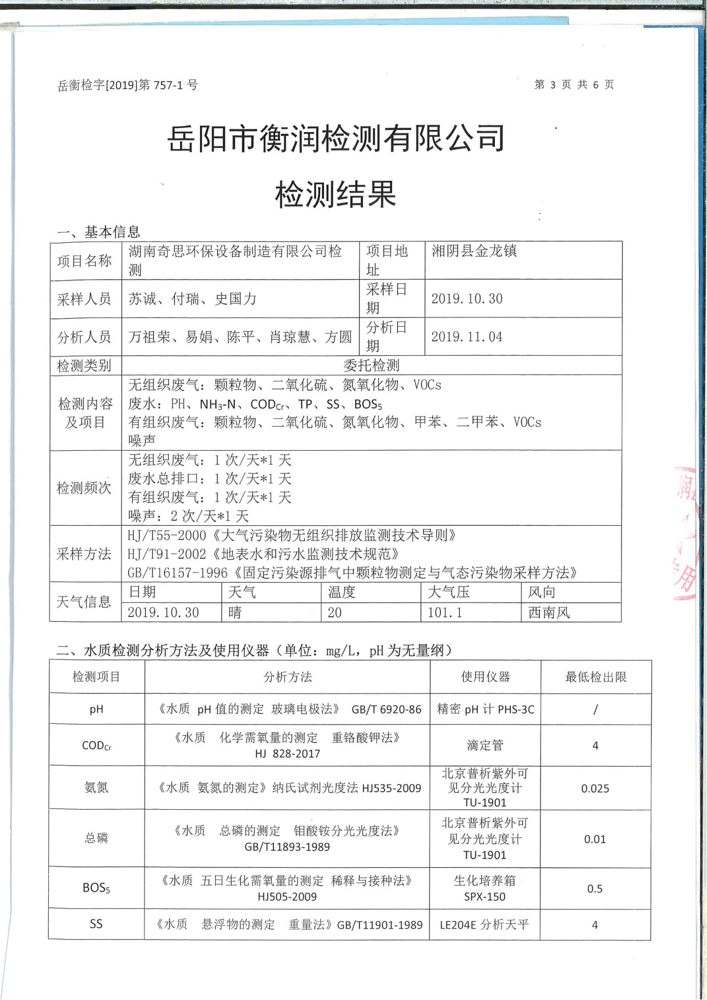 岳衡检字[2019]第 757-1 号
第 3 页 共 6 页
岳阳市衡润检测有限公司
检测结果
一、基本信息
项目名称
湖南奇思环保设备制造有限公司检
测
项目地
址
湘阴县金龙镇
采样人员
苏诚、付瑞、史国力
采样日
期
2019.10.30
分析人员
万祖荣、易娟、陈平、肖琼慧、方圆
分析日
期
2019.11.04
检测类别
委托检测
检测内容
及项目
无组织废气：颗粒物、二氧化硫、氮氧化物、VOCs
废水：PH、NH₃-N、CODCr、TP、SS、BOS₅
有组织废气：颗粒物、二氧化硫、氮氧化物、甲苯、二甲苯、VOCs
噪声
检测频次
无组织废气：1 次/天*1 天
废水总排口：1 次/天*1 天
有组织废气：1 次/天*1 天
噪声：2 次/天*1 天
采样方法
HJ/T55-2000《大气污染物无组织排放监测技术导则》
HJ/T91-2002《地表水和污水监测技术规范》
GB/T16157-1996《固定污染源排气中颗粒物测定与气态污染物采样方法》
天气信息
日期 天气 温度 大气压 风向
2019.10.30 晴 20 101.1 西南风
二、水质检测分析方法及使用仪器（单位：mg/L，pH 为无量纲）
检测项目 分析方法 使用仪器 最低检出限
pH 《水质 pH 值的测定 玻璃电极法》 GB/T 6920-86 精密 pH 计 PHS-3C /
CODCr
《水质 化学需氧量的测定 重铬酸钾法》
HJ 828-2017
滴定管
4
氨氮
《水质 氨氮的测定》纳氏试剂光度法 HJ535-2009
北京普析紫外可
见分光光度计
TU-1901
0.025
总磷
《水质 总磷的测定 钼酸铵分光光度法》
GB/T11893-1989
北京普析紫外可
见分光光度计
TU-1901
0.01
BOS₅
《水质 五日生化需氧量的测定 稀释与接种法》
HJ505-2009
生化培养箱
SPX-150
0.5
SS 《水质 悬浮物的测定 重量法》GB/T11901-1989 LE204E 分析天平 4
润
用